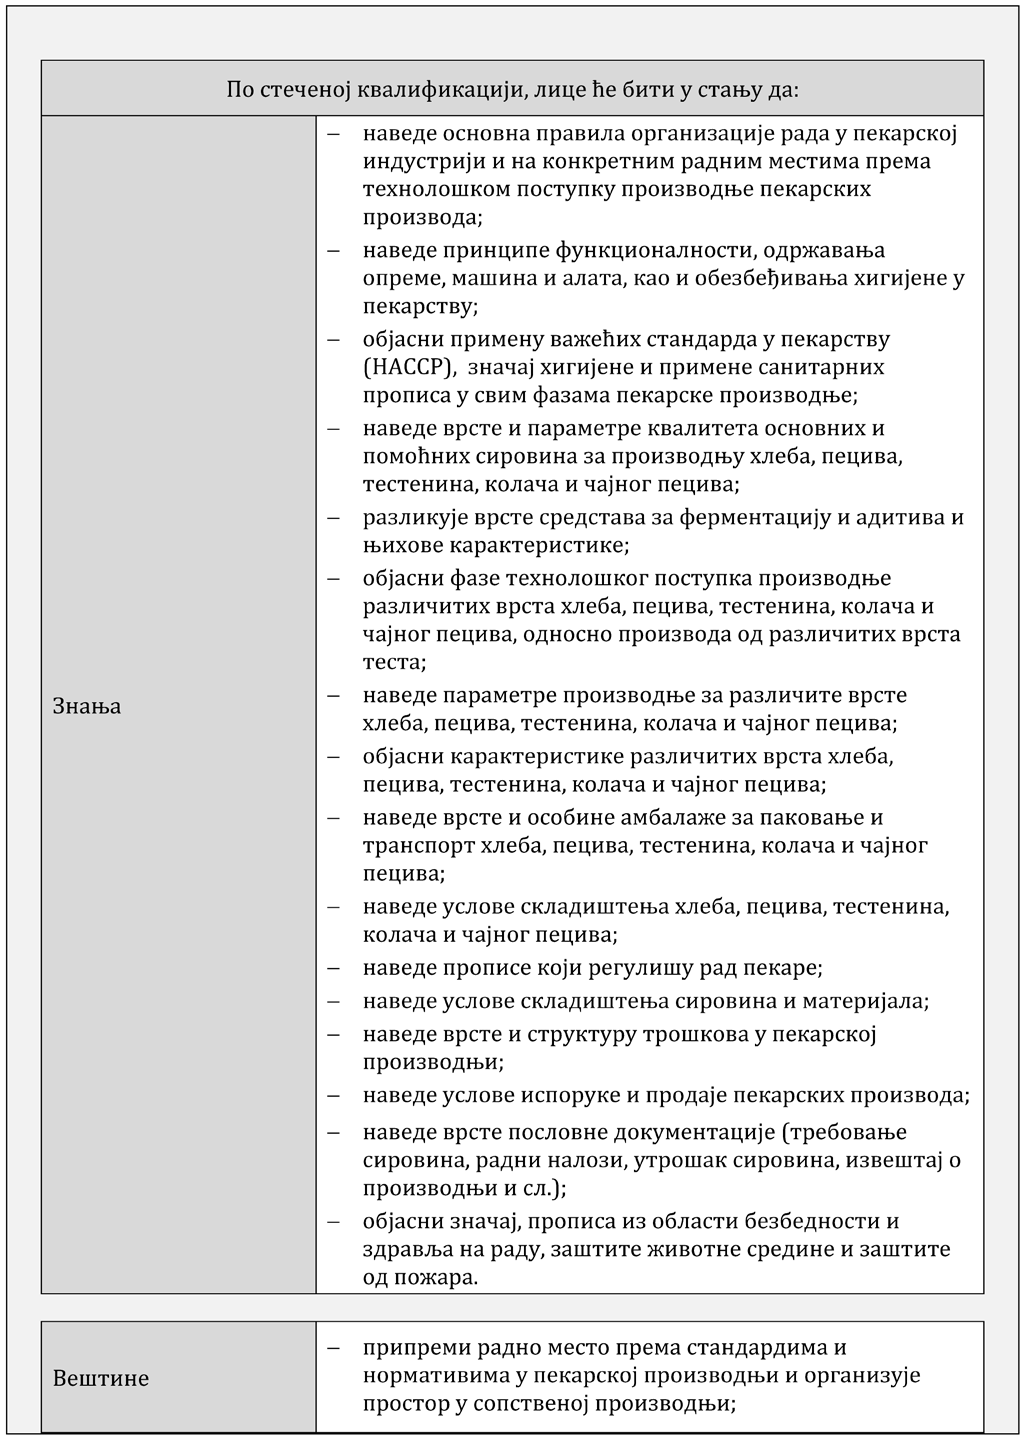 По стеченој квалификацији, лице ће бити у стању да:
Знања
– наведе основна правила организације рада у пекарској
индустрији и на конкретним радним местима према
технолошком поступку производње пекарских
производа;
– наведе принципе функционалности, одржавања
опреме, машина и алата, као и обезбеђивања хигијене у
пекарству;
– објасни примену важећих стандарда у пекарству
(НАССР), значај хигијене и примене санитарних
прописа у свим фазама пекарске производње;
– наведе врсте и параметре квалитета основних и
помоћних сировина за производњу хлеба, пецива,
тестенина, колача и чајног пецива;
– разликује врсте средстава за ферментацију и адитива и
њихове карактеристике;
– објасни фазе технолошког поступка производње
различитих врста хлеба, пецива, тестенина, колача и
чајног пецива, односно производа од различитих врста
теста;
– наведе параметре производње за различите врсте
хлеба, пецива, тестенина, колача и чајног пецива;
– објасни карактеристике различитих врста хлеба,
пецива, тестенина, колача и чајног пецива;
– наведе врсте и особине амбалаже за паковање и
транспорт хлеба, пецива, тестенина, колача и чајног
пецива;
– наведе услове складиштења хлеба, пецива, тестенина,
колача и чајног пецива;
– наведе прописе који регулишу рад пекаре;
– наведе услове складиштења сировина и материјала;
– наведе врсте и структуру трошкова у пекарској
производњи;
– наведе услове испоруке и продаје пекарских производа;
– наведе врсте пословне документације (требовање
сировина, радни налози, утрошак сировина, извештај о
производњи и сл.);
– објасни значај, прописа из области безбедности и
здравља на раду, заштите животне средине и заштите
од пожара.
Вештине
– припреми радно место према стандардима и
нормативима у пекарској производњи и организује
простор у сопственој производњи;